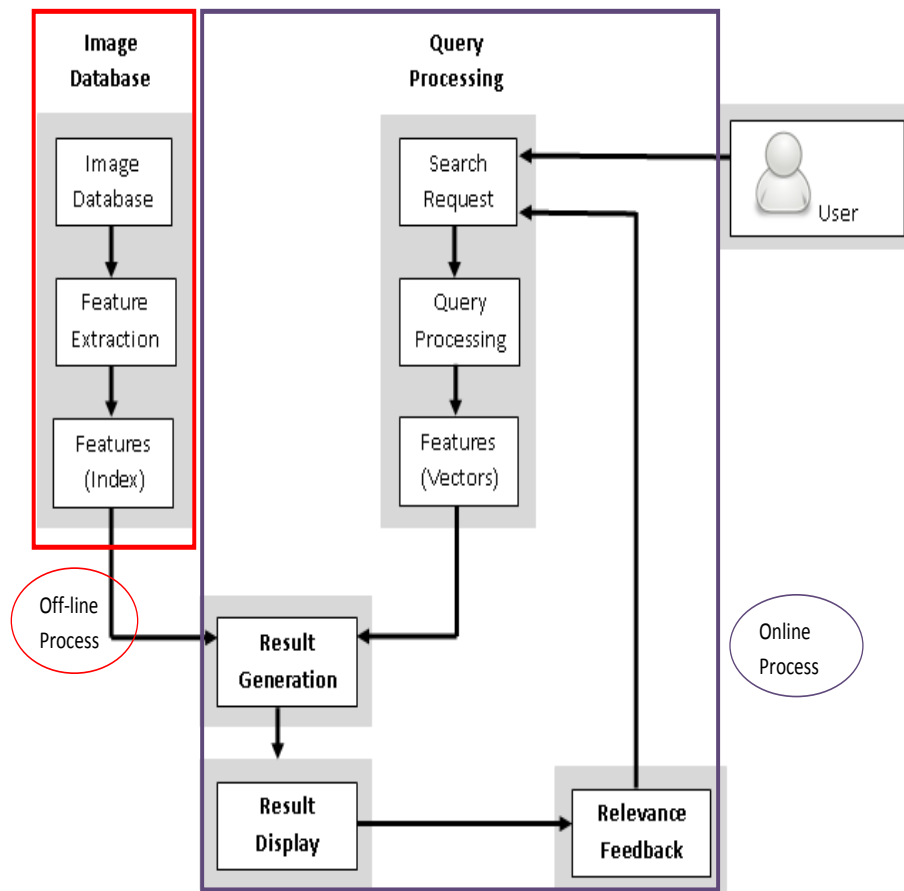 Image
Database
Query
Processing
Image
Database
Search
Request
User
Feature
Extraction
Query
Processing
Features
(Index)
Features
(Vectors)
Off-line
Process
Online
Process
Result
Generation
Result
Display
Relevance
Feedback